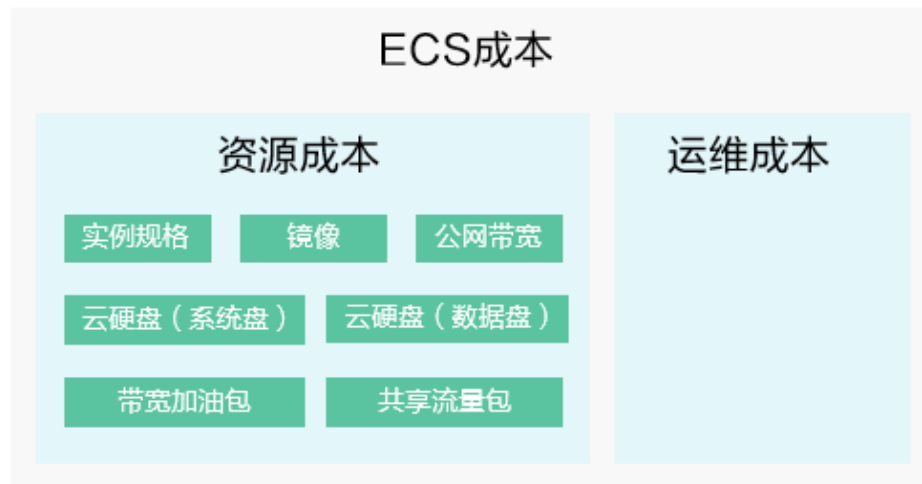 ECS成本
资源成本
运维成本
实例规格
镜像
公网带宽
云硬盘（系统盘）
云硬盘（数据盘）
带宽加油包
共享流量包